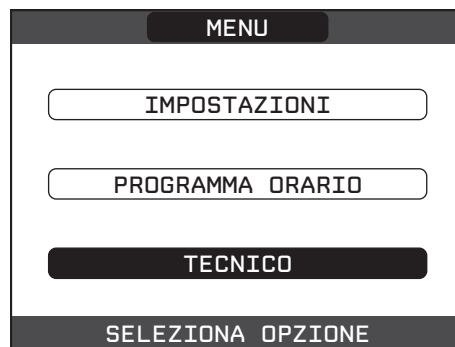 MENU
IMPOSTAZIONI
PROGRAMMA ORARIO
TECNICO
SELEZIONA OPZIONE